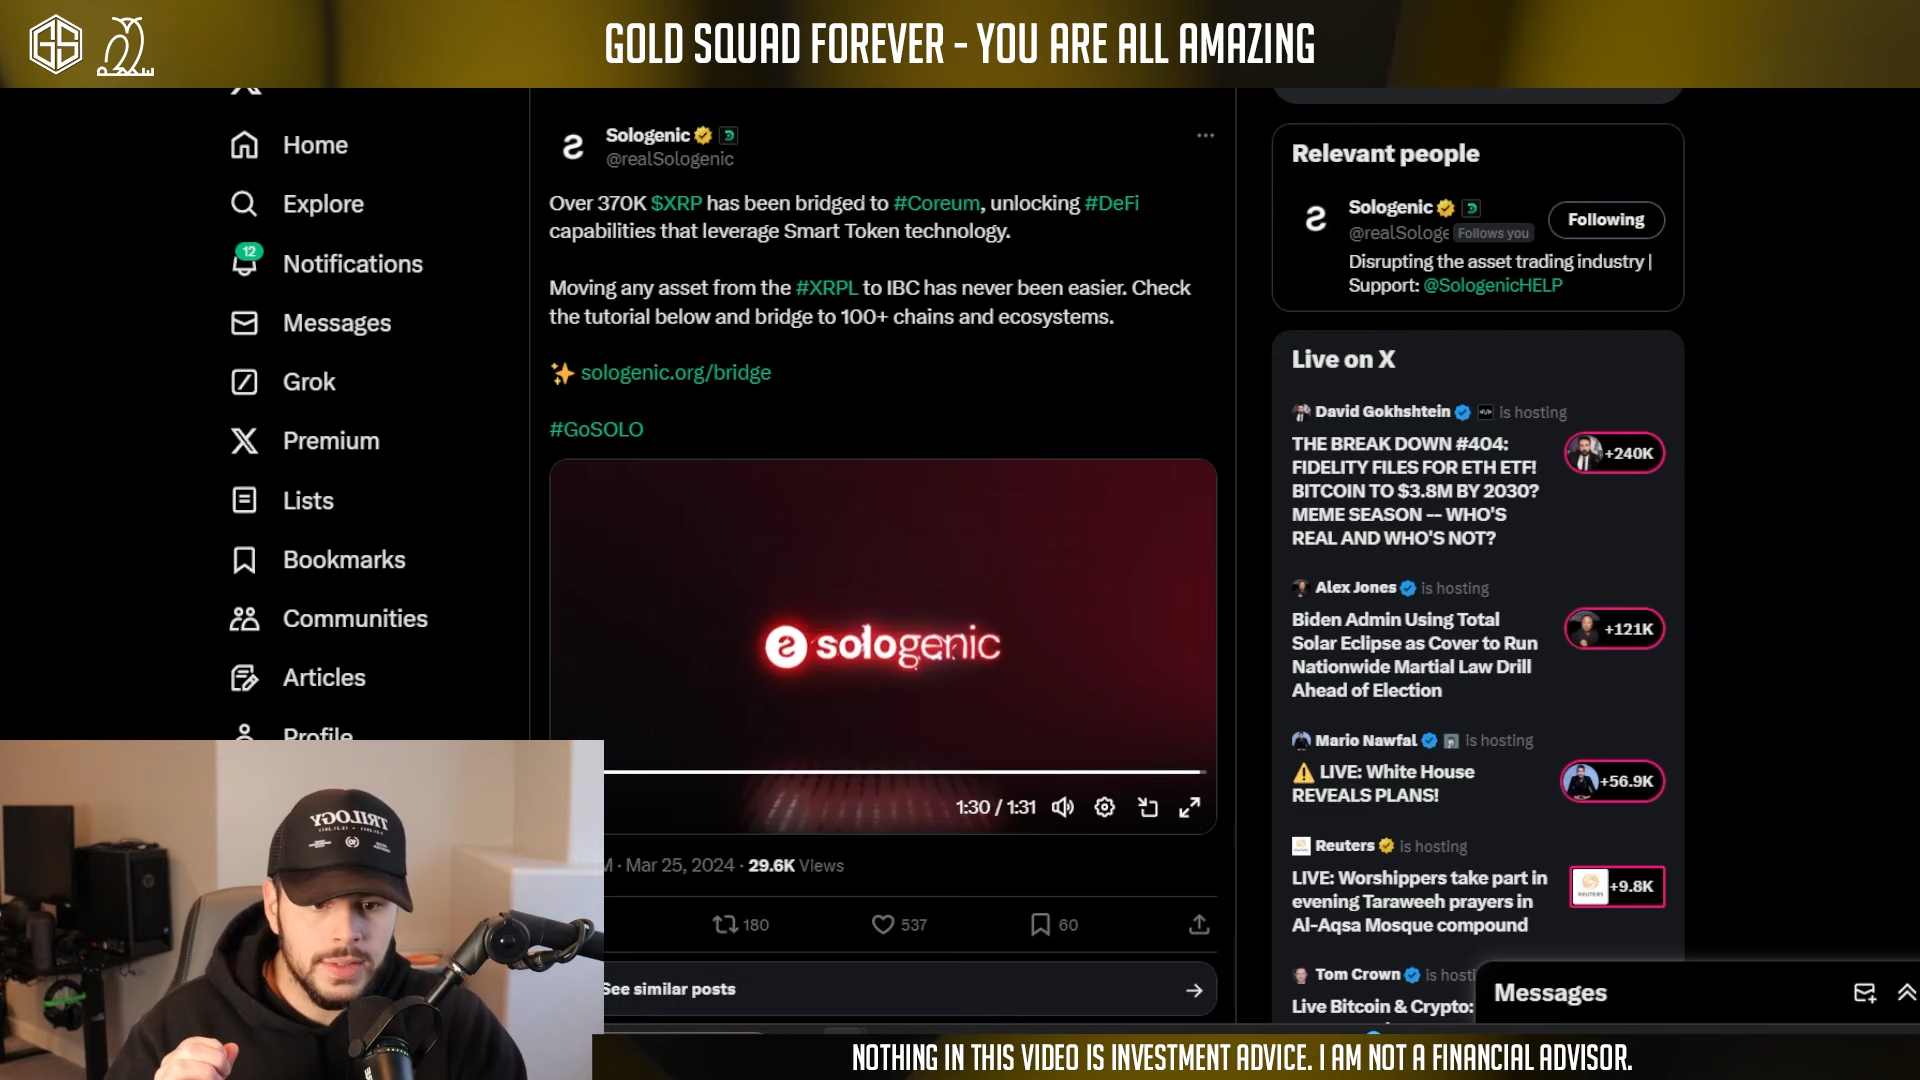 GOLD SQUAD FOREVER - YOU ARE ALL AMAZING
GS
Home
Explore
12
Notifications
Messages
Grok
Premium
Lists
Bookmarks
Communities
Articles
Profile
Sologenic
@realSologenic
Over 370K $XRP has been bridged to #Coreum, unlocking #DeFi
capabilities that leverage Smart Token technology.
Moving any asset from the #XRPL to IBC has never been easier. Check
the tutorial below and bridge to 100+ chains and ecosystems.
✨ sologenic.org/bridge
#GoSOLO
sologenic
1:30 / 1:31
M · Mar 25, 2024 · 29.6K Views
180
537
60
See similar posts
Relevant people
Sologenic
@realSologe Follows you
Following
Disrupting the asset trading industry |
Support: @SologenicHELP
Live on X
David Gokhshtein is hosting
THE BREAK DOWN #404:
FIDELITY FILES FOR ETH ETF!
BITCOIN TO $3.8M BY 2030?
MEME SEASON -- WHO'S
REAL AND WHO'S NOT?
+240K
Alex Jones is hosting
Biden Admin Using Total
Solar Eclipse as Cover to Run
Nationwide Martial Law Drill
Ahead of Election
+121K
Mario Nawfal is hosting
⚠️ LIVE: White House
REVEALS PLANS!
+56.9K
Reuters is hosting
LIVE: Worshippers take part in
evening Taraweeh prayers in
Al-Aqsa Mosque compound
+9.8K
Tom Crown is hosti
Live Bitcoin & Crypto:
Messages
TRILOGY
NOTHING IN THIS VIDEO IS INVESTMENT ADVICE. I AM NOT A FINANCIAL ADVISOR.